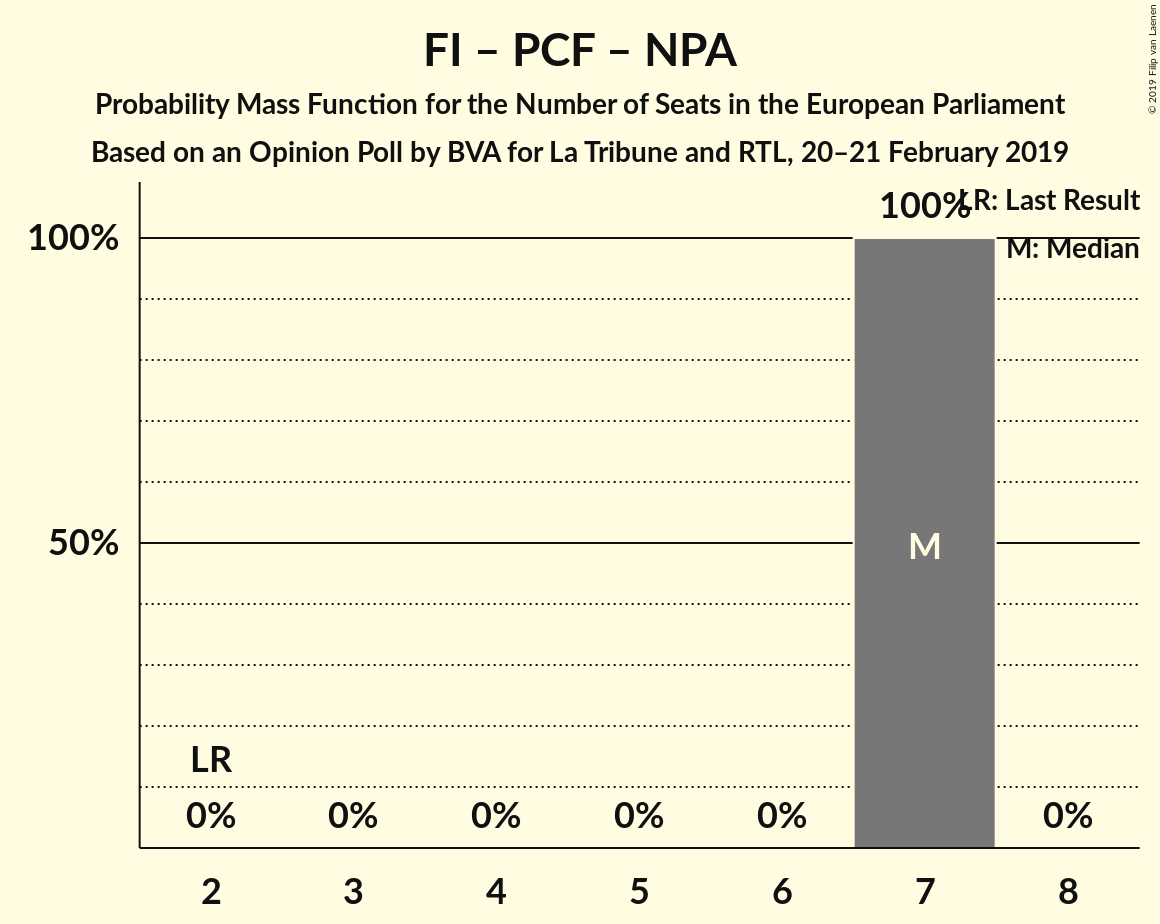 FI – PCF – NPA
Probability Mass Function for the Number of Seats in the European Parliament
Based on an Opinion Poll by BVA for La Tribune and RTL, 20–21 February 2019
© 2019 Filip van Laenen
LR: Last Result
M: Median
100%
100%
50%
M
LR
0% 0% 0% 0% 0% 0%
2 3 4 5 6 7 8